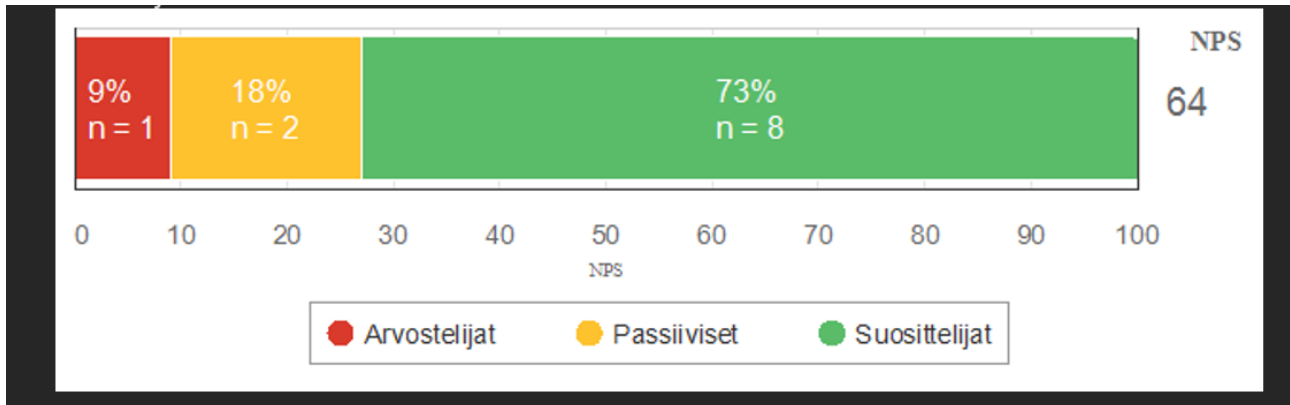 NPS
9%
n = 1
18%
n = 2
73%
n = 8
64
0 10 20 30 40 50 60 70 80 90 100
NPS
Arvostelijat Passiiviset Suosittelijat